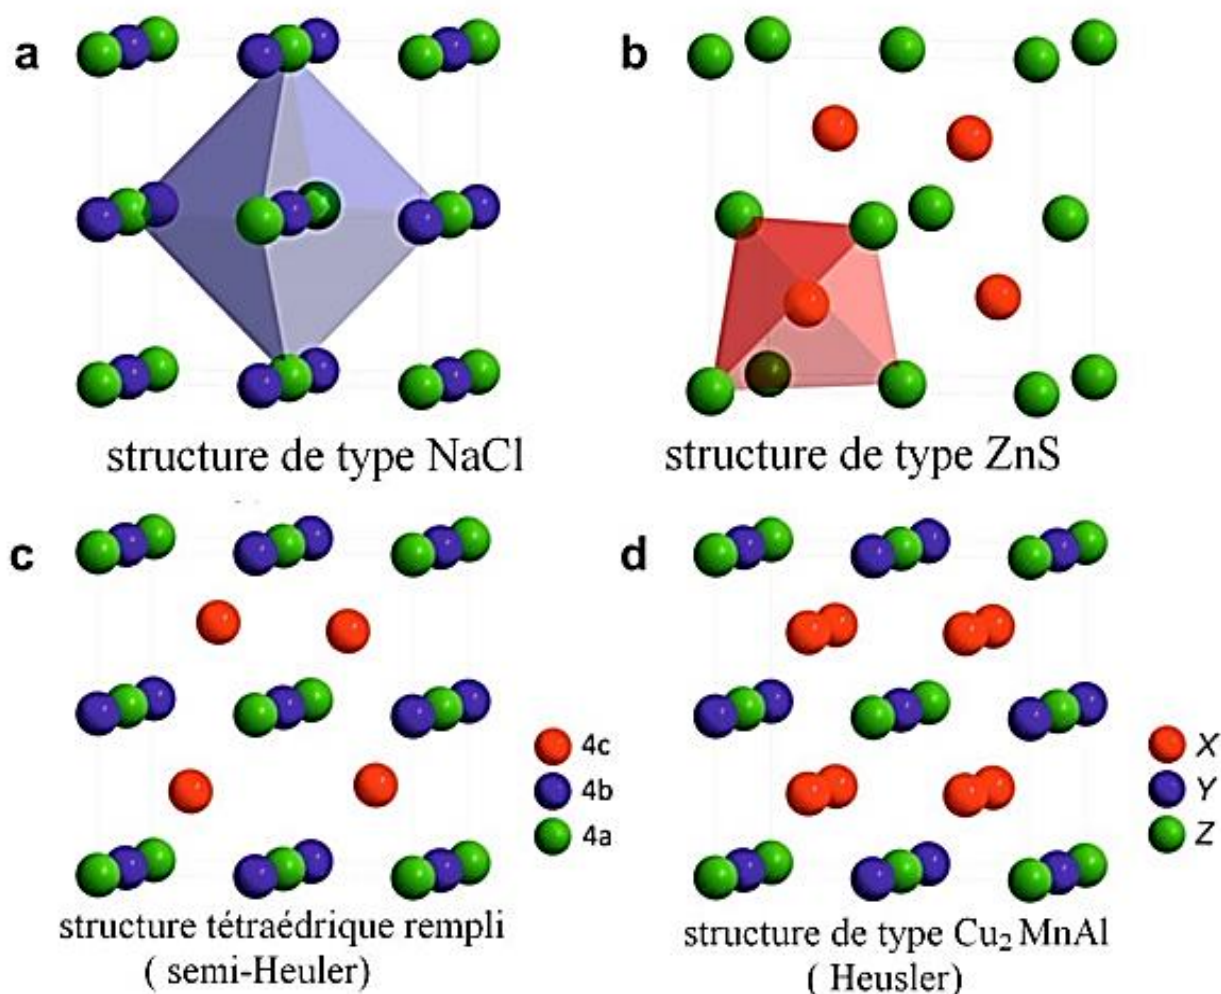 a
b
structure de type NaCl
structure de type ZnS
c
d
4c
4b
4a
X
Y
Z
structure tétraédrique rempli
( semi-Heuler)
structure de type Cu₂ MnAl
( Heusler)